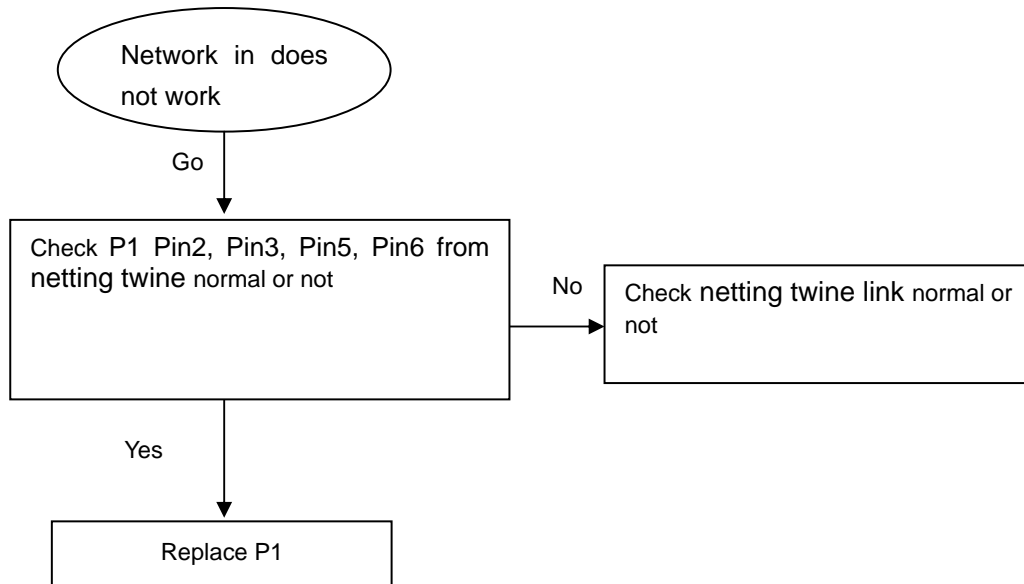 Network in does
not work
Go
Check P1 Pin2, Pin3, Pin5, Pin6 from
netting twine normal or not
No
Check netting twine link normal or
not
Yes
Replace P1